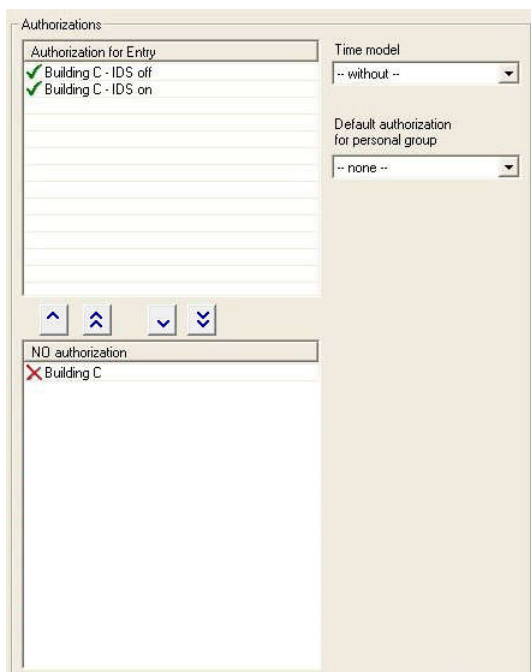 Authorizations
Authorization for Entry
Building C - IDS off
Building C - IDS on
Time model
-- without --
Default authorization
for personal group
-- none --
NO authorization
Building C